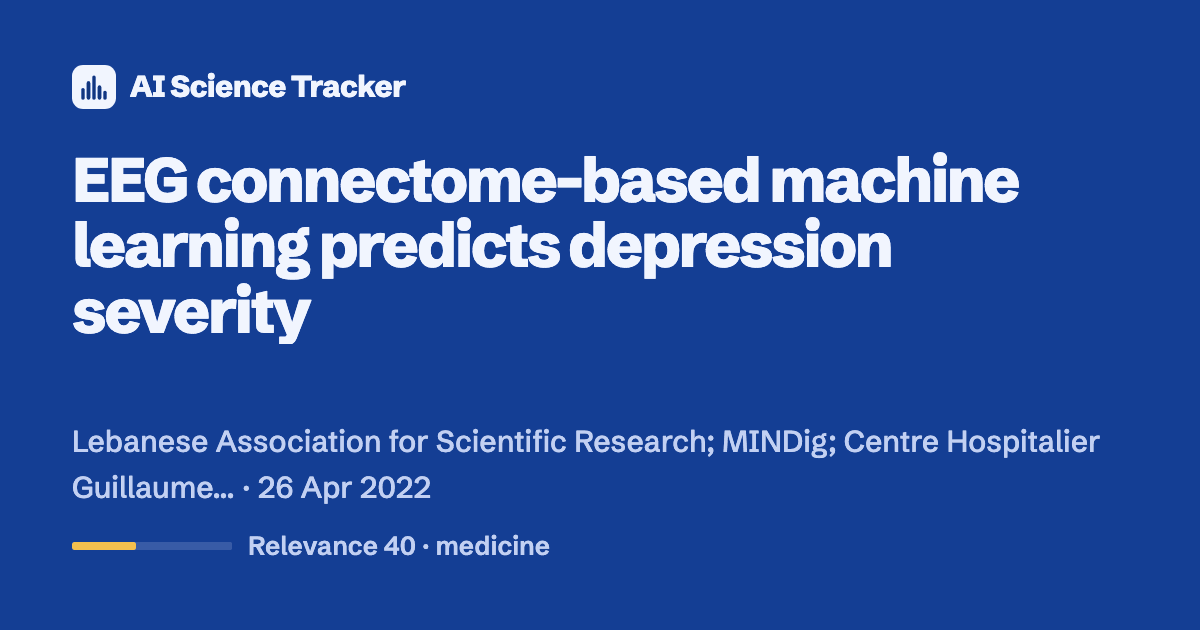 AI Science Tracker
EEG connectome-based machine
learning predicts depression
severity
Lebanese Association for Scientific Research; MINDig; Centre Hospitalier
Guillaume... · 26 Apr 2022
Relevance 40 · medicine